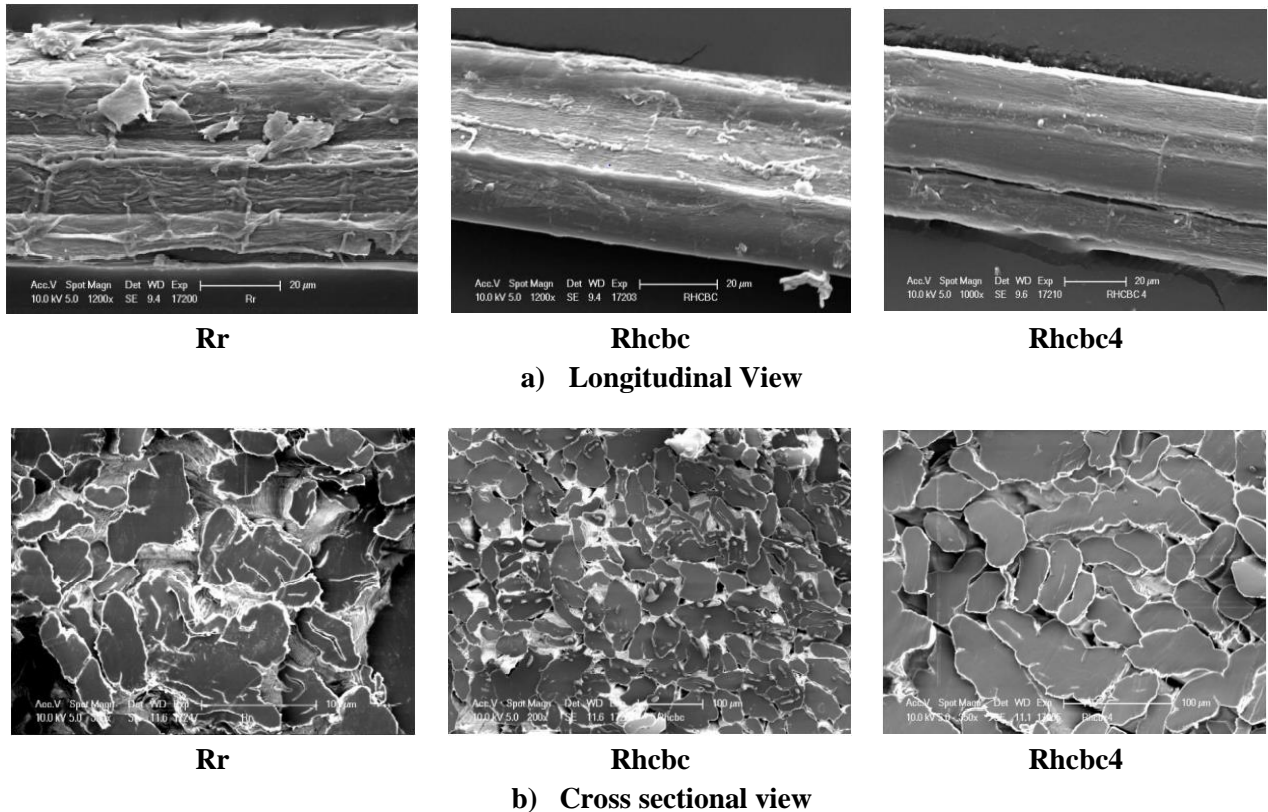 Acc.V Spot Magn Det WD Exp 20 µm
10.0 kV 5.0 1200x SE 9.4 17200 Rr
Acc.V Spot Magn Det WD Exp 20 µm
10.0 kV 5.0 1200x SE 9.4 17203 RHCBC
Acc.V Spot Magn Det WD Exp 20 µm
10.0 kV 5.0 1000x SE 9.6 17210 RHCBC 4
Rr Rhcbc Rhcbc4
a) Longitudinal View
Acc.V Spot Magn Det WD Exp 100 µm
10.0 kV 5.0 11.6 Rr
Acc.V Spot Magn Det WD Exp 100 µm
10.0 kV 5.0 200x SE 11.6 Rhcbc
Acc.V Spot Magn Det WD 100 µm
10.0 kV 5.0 350x 11.1
Rr Rhcbc Rhcbc4
b) Cross sectional view